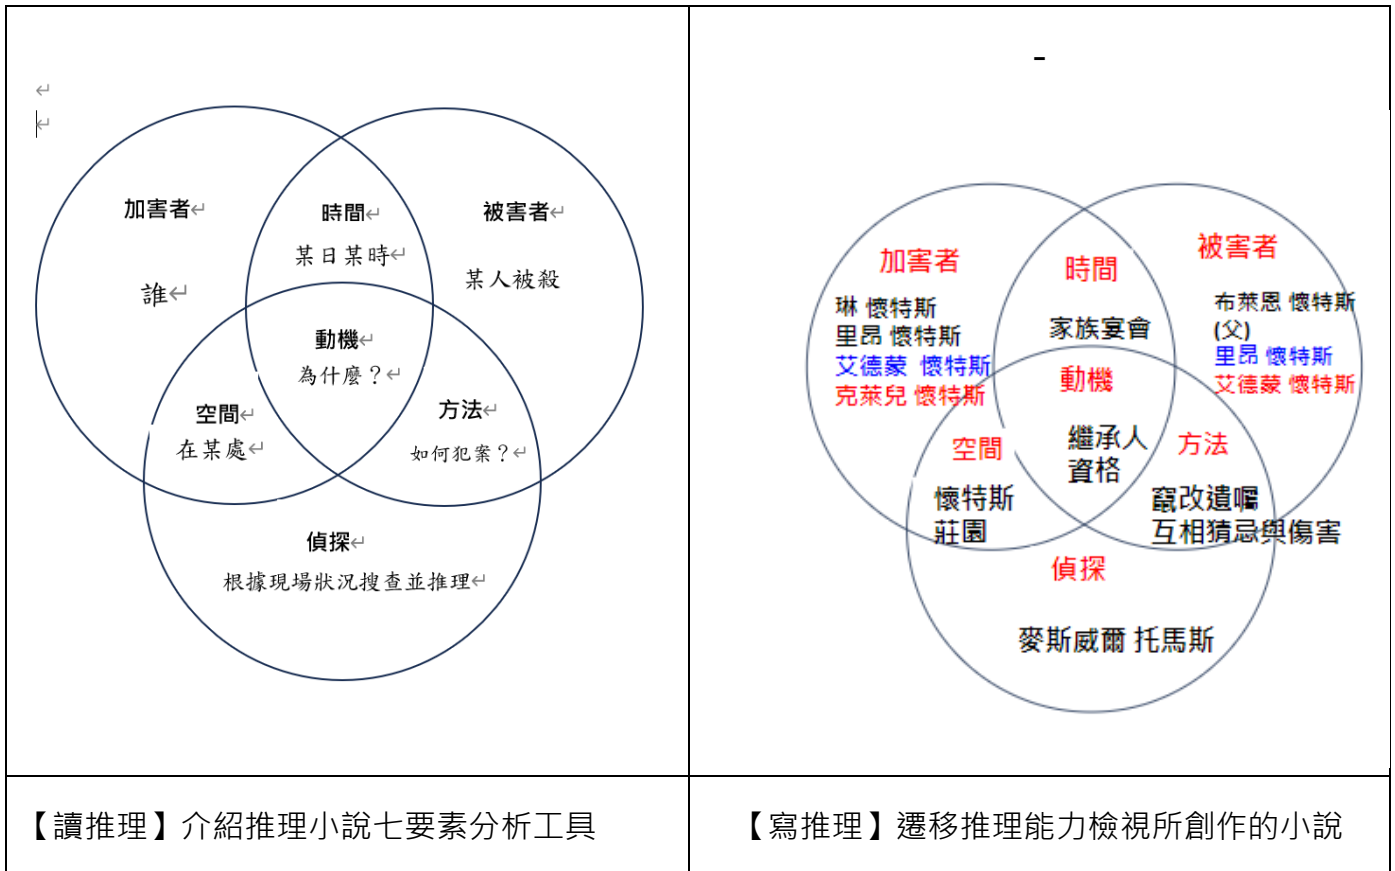 加害者
時間
被害者
某日某時
誰
某人被殺
動機
為什麼？
空間
方法
在某處
如何犯案？
偵探
根據現場狀況搜查並推理
-
加害者
時間
被害者
琳 懷特斯
里昂 懷特斯
艾德蒙 懷特斯
克萊兒 懷特斯
家族宴會
布萊恩 懷特斯
(父)
里昂 懷特斯
艾德蒙 懷特斯
動機
繼承人
資格
空間
懷特斯
莊園
方法
竄改遺囑
互相猜忌與傷害
偵探
麥斯威爾 托馬斯
【讀推理】介紹推理小說七要素分析工具
【寫推理】遷移推理能力檢視所創作的小說